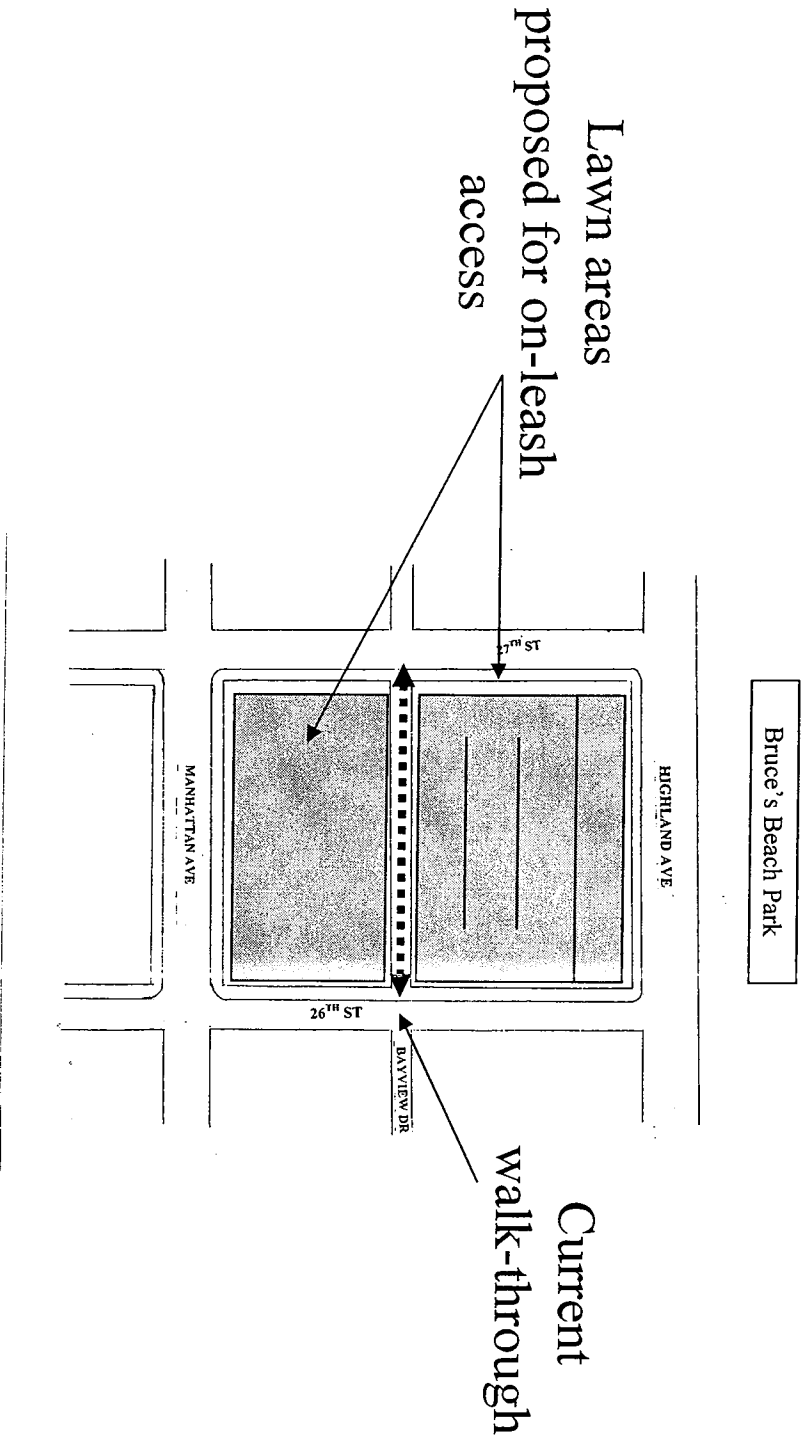 Bruce's Beach Park
Lawn areas
proposed for on-leash
access
HIGHLAND AVE
27TH ST
MANHATTAN AVE
26TH ST
BAYVIEW DR
Current
walk-through